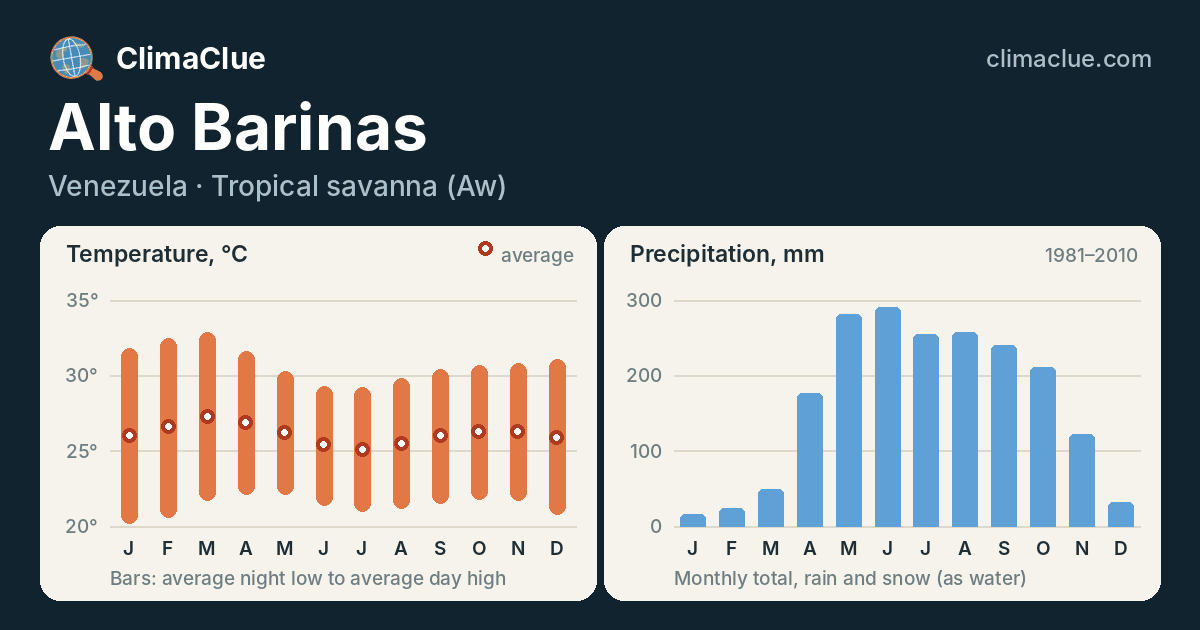 ClimaClue
climaclue.com
Alto Barinas
Venezuela · Tropical savanna (Aw)
Temperature, °C
average
35°
30°
25°
20°
J F M A M J J A S O N D
Bars: average night low to average day high
Precipitation, mm
1981–2010
300
200
100
0
J F M A M J J A S O N D
Monthly total, rain and snow (as water)